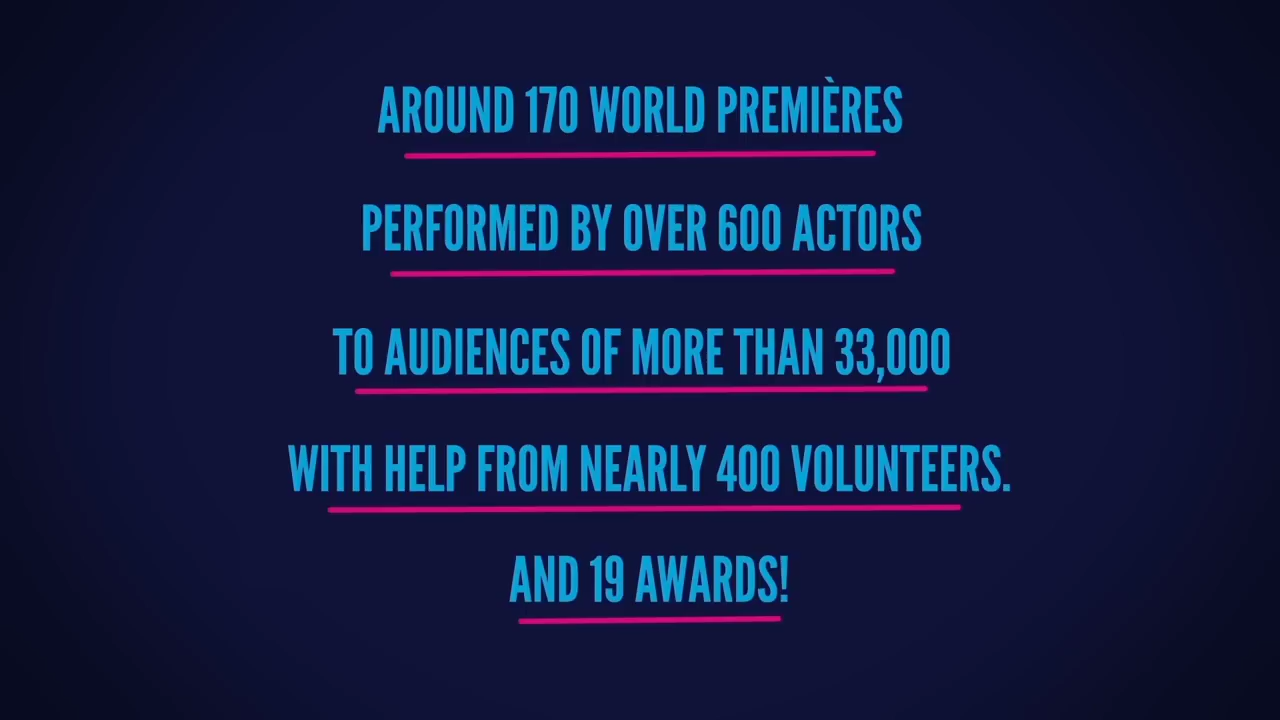 AROUND 170 WORLD PREMIÈRES
PERFORMED BY OVER 600 ACTORS
TO AUDIENCES OF MORE THAN 33,000
WITH HELP FROM NEARLY 400 VOLUNTEERS.
AND 19 AWARDS!